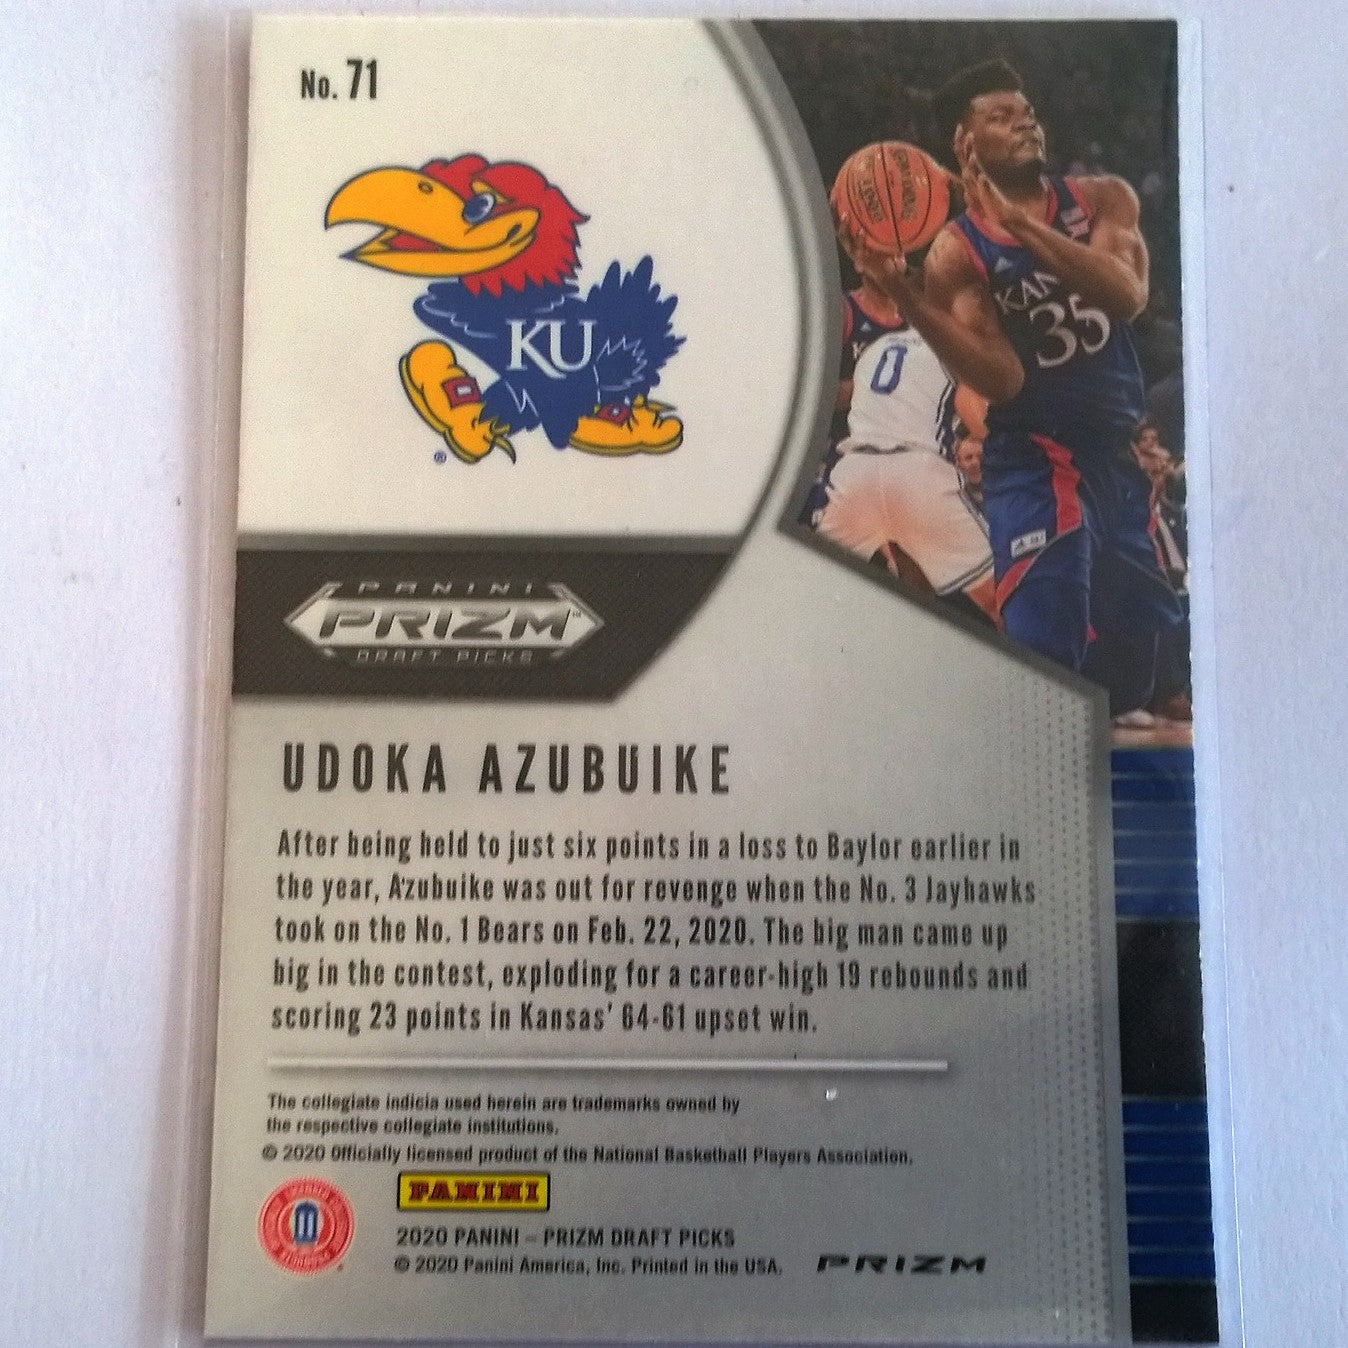 No. 71
KU
SPALDING
KAN
35
0
PANINI
PRIZM
DRAFT PICKS
UDOKA AZUBUIKE
After being held to just six points in a loss to Baylor earlier in
the year, Azubuike was out for revenge when the No. 3 Jayhawks
took on the No. 1 Bears on Feb. 22, 2020. The big man came up
big in the contest, exploding for a career-high 19 rebounds and
scoring 23 points in Kansas' 64-61 upset win.
The collegiate indicia used herein are trademarks owned by
the respective collegiate institutions.
© 2020 Officially licensed product of the National Basketball Players Association.
PANINI
2020 PANINI – PRIZM DRAFT PICKS
© 2020 Panini America, Inc. Printed in the USA.
PRIZM